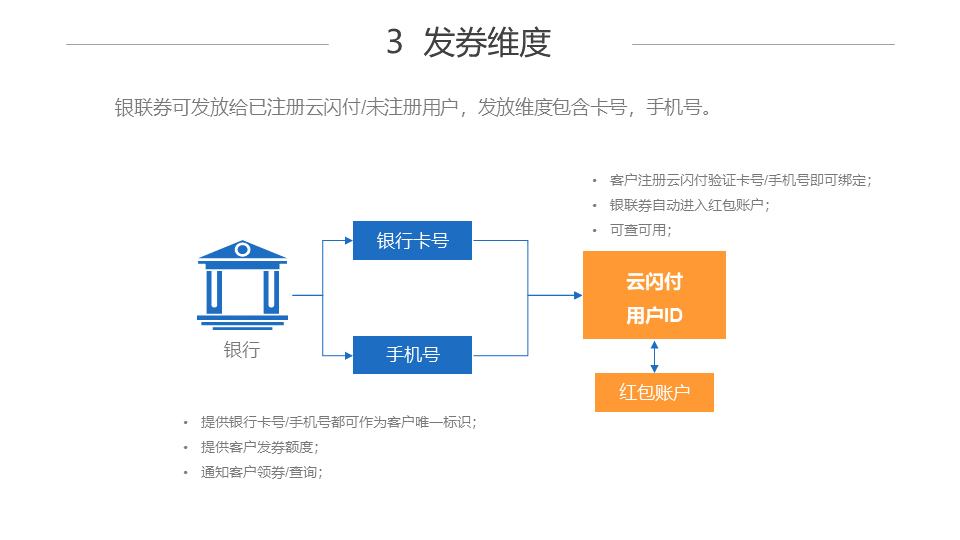 3 发券维度
银联券可发放给已注册云闪付/未注册用户，发放维度包含卡号，手机号。
• 客户注册云闪付验证卡号/手机号即可绑定；
• 银联券自动进入红包账户；
• 可查可用；
银行卡号
云闪付
用户ID
银行
手机号
红包账户
• 提供银行卡号/手机号都可作为客户唯一标识；
• 提供客户发券额度；
• 通知客户领券/查询；